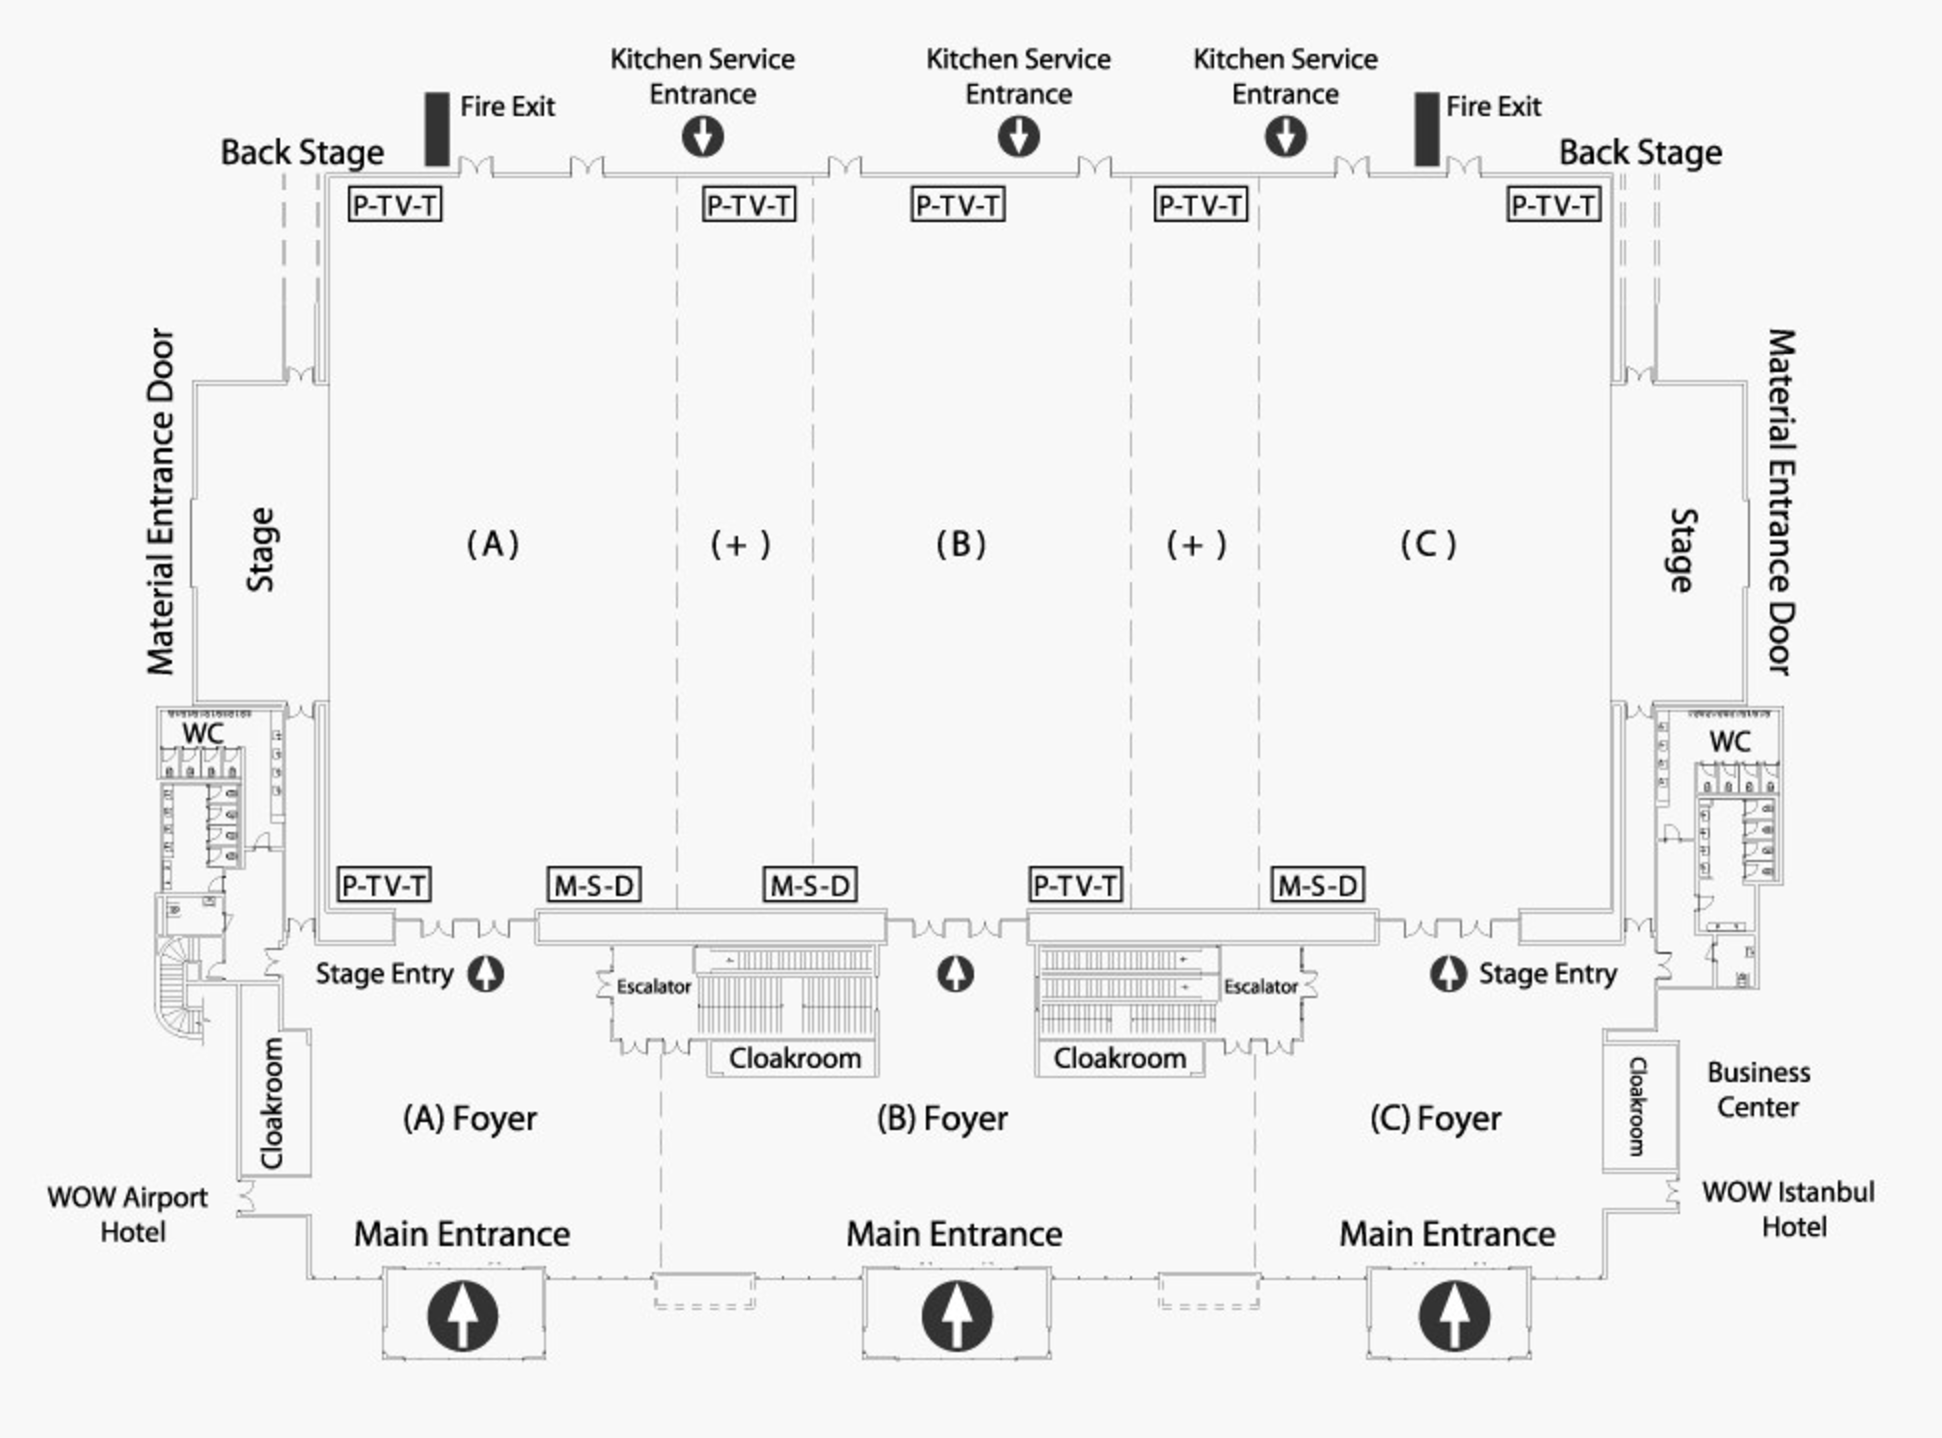 Kitchen Service
Entrance
Kitchen Service
Entrance
Kitchen Service
Entrance
Fire Exit
Fire Exit
Back Stage
Back Stage
P-TV-T
P-TV-T
P-TV-T
P-TV-T
P-TV-T
Material Entrance Door
Stage
(A)
(+)
(B)
(+)
(C)
Stage
Material Entrance Door
WC
WC
P-TV-T
M-S-D
M-S-D
P-TV-T
M-S-D
Stage Entry
Escalator
Escalator
Stage Entry
Cloakroom
Cloakroom
Cloakroom
Cloakroom
Business
Center
(A) Foyer
(B) Foyer
(C) Foyer
WOW Airport
Hotel
WOW Istanbul
Hotel
Main Entrance
Main Entrance
Main Entrance